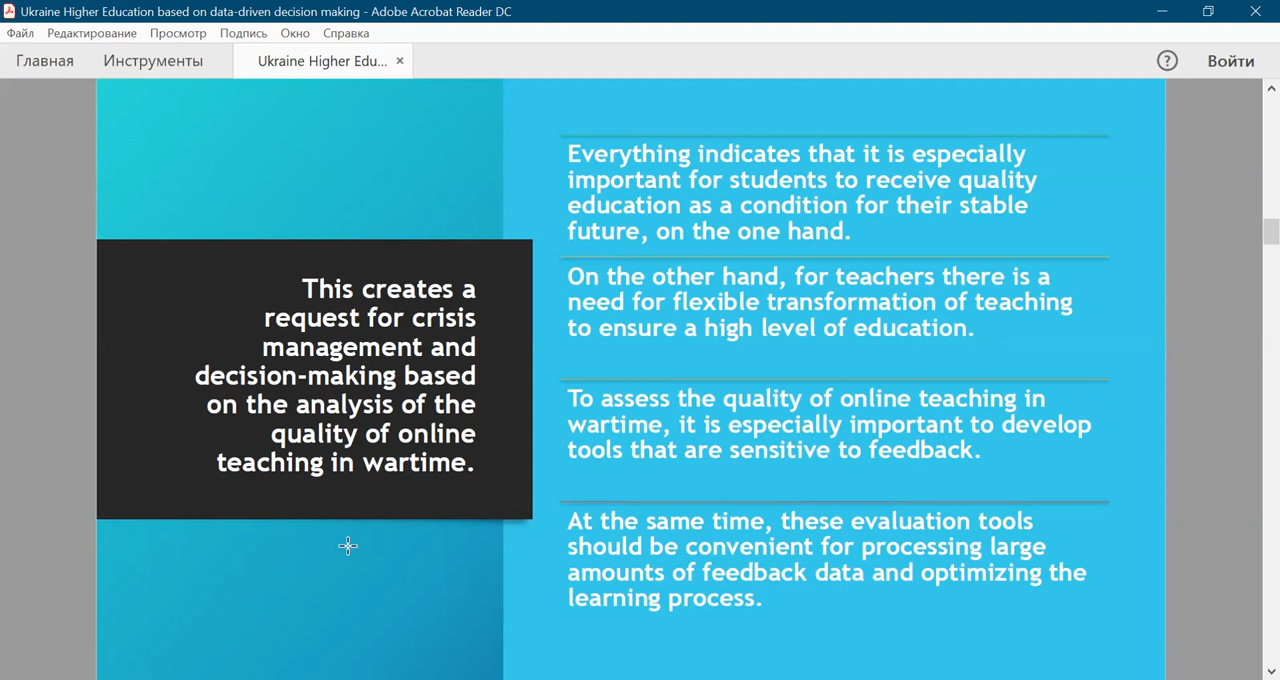 Ukraine Higher Education based on data-driven decision making - Adobe Acrobat Reader DC
Файл Редактирование Просмотр Подпись Окно Справка
Главная Инструменты Ukraine Higher Edu... × ? Войти
This creates a
request for crisis
management and
decision-making based
on the analysis of the
quality of online
teaching in wartime.
Everything indicates that it is especially
important for students to receive quality
education as a condition for their stable
future, on the one hand.
On the other hand, for teachers there is a
need for flexible transformation of teaching
to ensure a high level of education.
To assess the quality of online teaching in
wartime, it is especially important to develop
tools that are sensitive to feedback.
At the same time, these evaluation tools
should be convenient for processing large
amounts of feedback data and optimizing the
learning process.